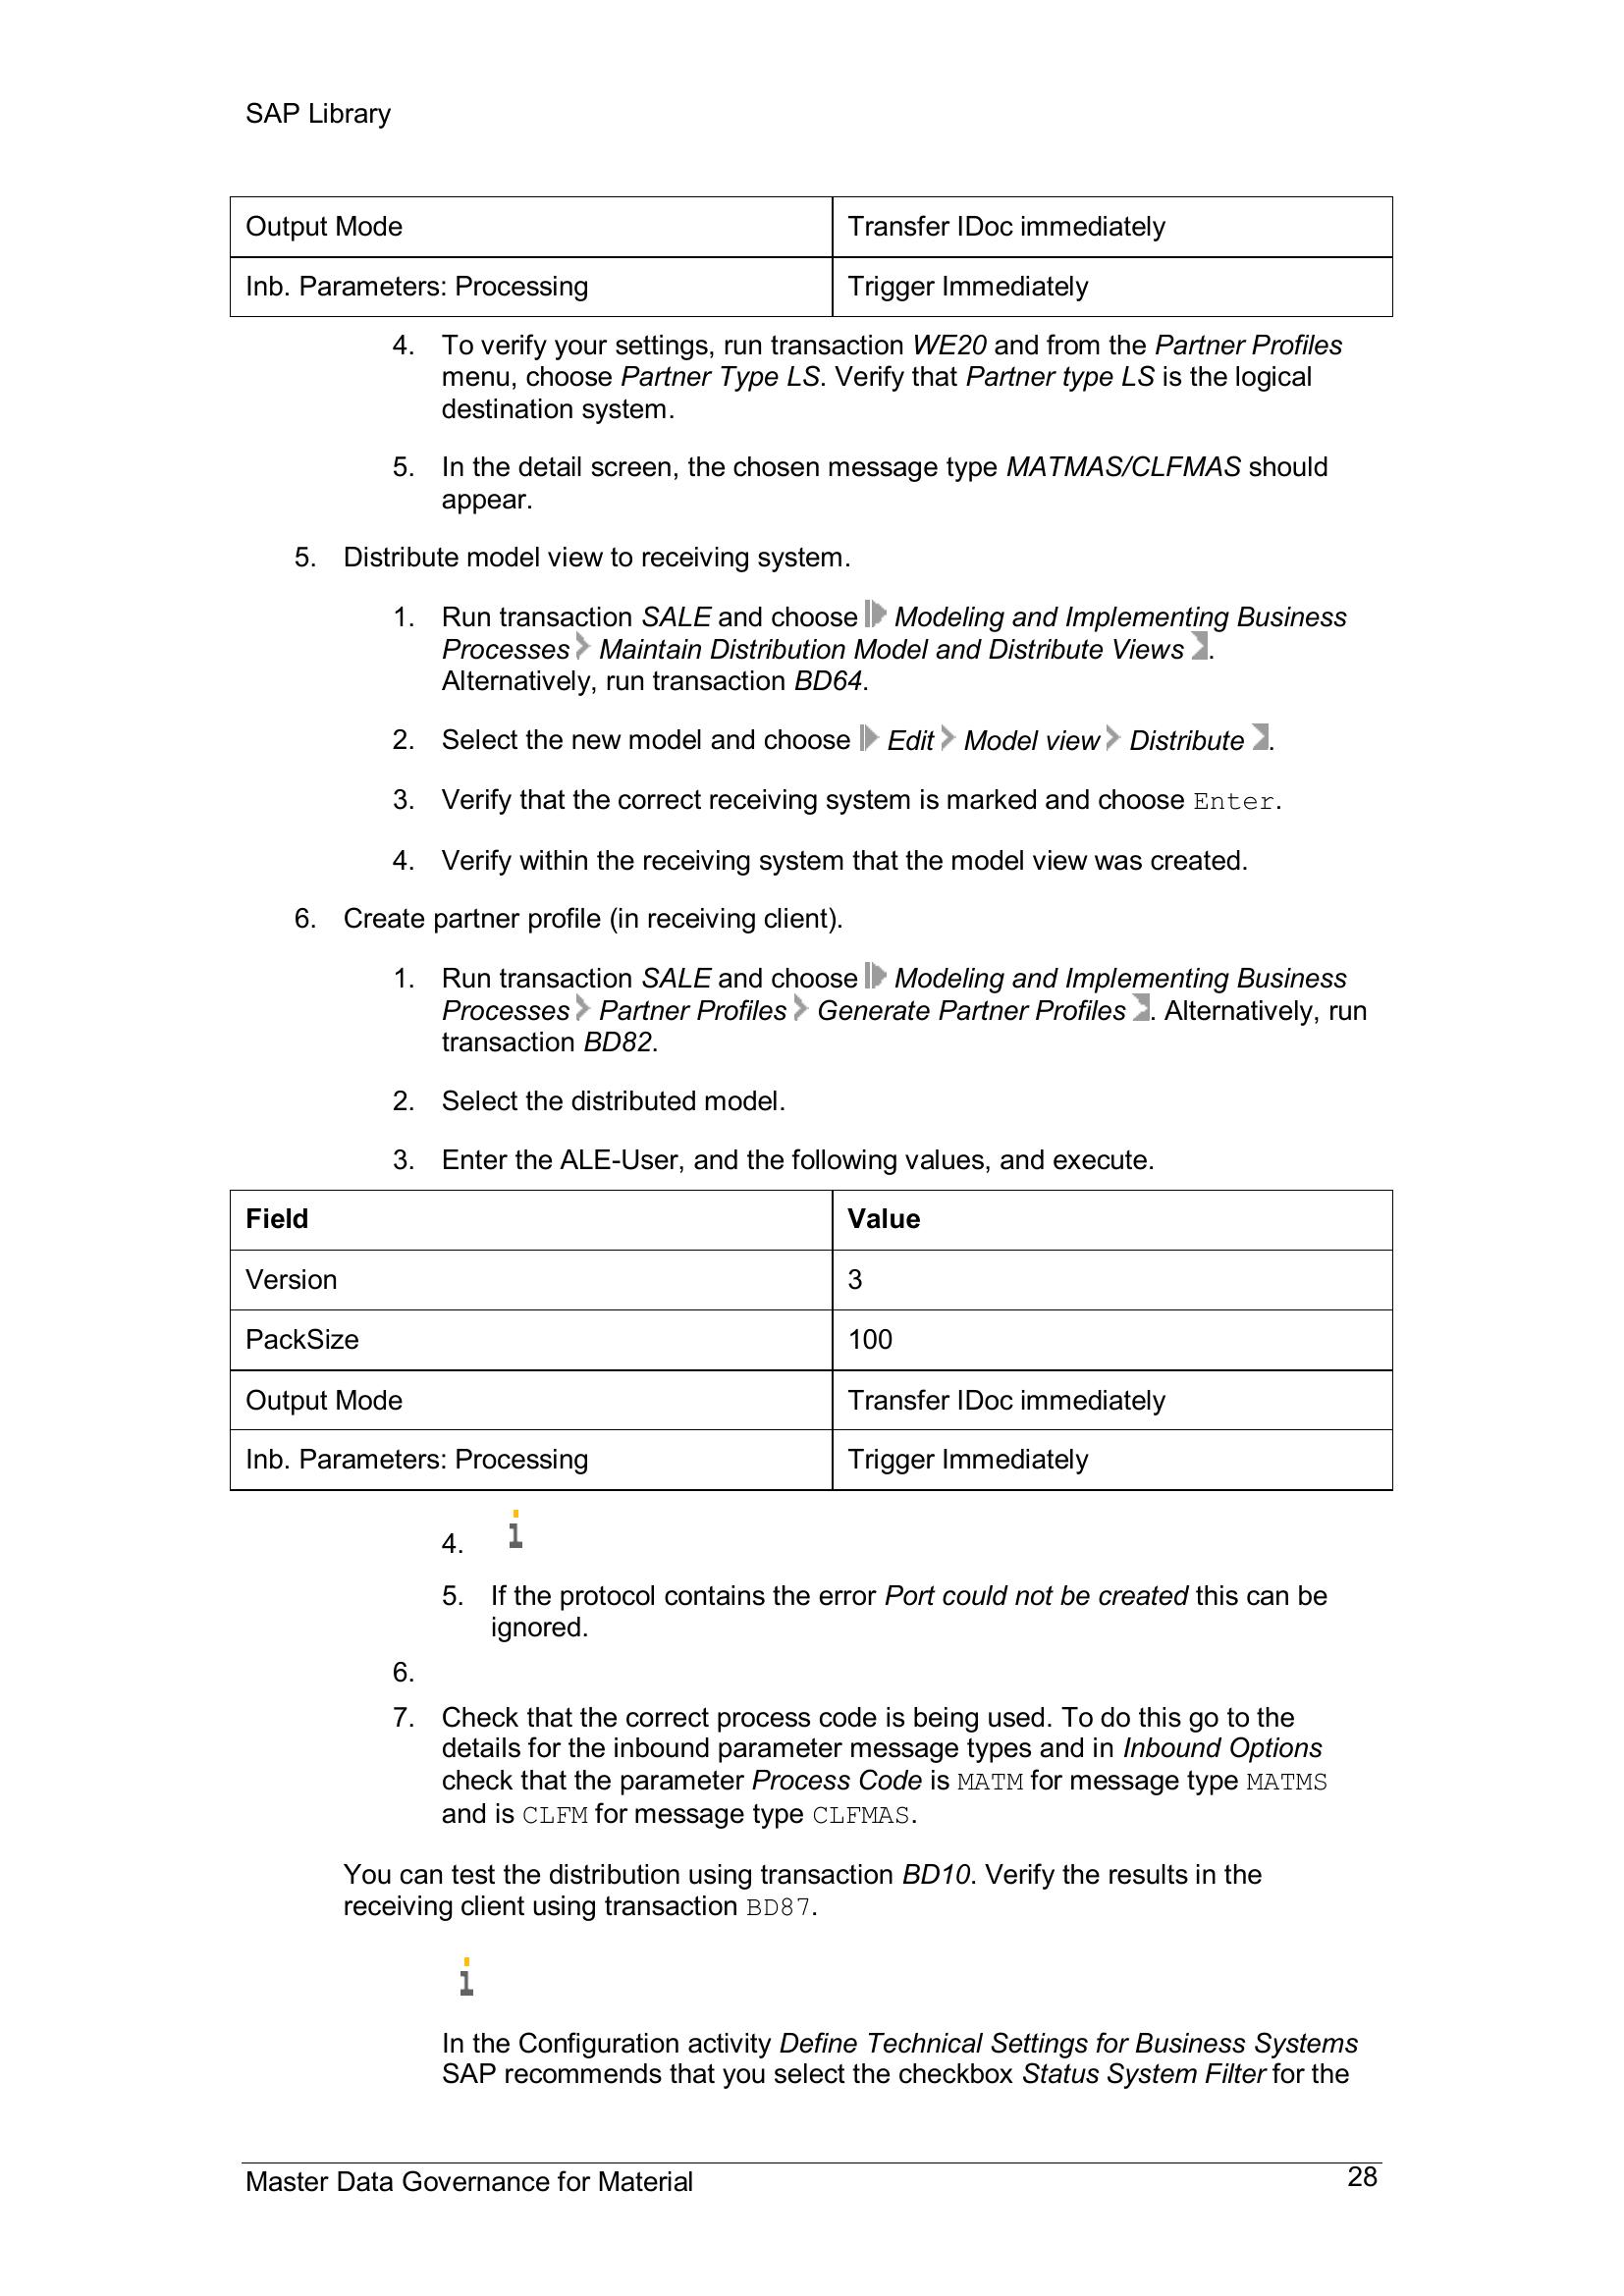 SAP Library
Output Mode Transfer IDoc immediately
Inb. Parameters: Processing Trigger Immediately
4. To verify your settings, run transaction WE20 and from the Partner Profiles
menu, choose Partner Type LS. Verify that Partner type LS is the logical
destination system.
5. In the detail screen, the chosen message type MATMAS/CLFMAS should
appear.
5. Distribute model view to receiving system.
1. Run transaction SALE and choose Modeling and Implementing Business
Processes Maintain Distribution Model and Distribute Views .
Alternatively, run transaction BD64.
2. Select the new model and choose Edit Model view Distribute .
3. Verify that the correct receiving system is marked and choose Enter.
4. Verify within the receiving system that the model view was created.
6. Create partner profile (in receiving client).
1. Run transaction SALE and choose Modeling and Implementing Business
Processes Partner Profiles Generate Partner Profiles . Alternatively, run
transaction BD82.
2. Select the distributed model.
3. Enter the ALE-User, and the following values, and execute.
Field Value
Version 3
PackSize 100
Output Mode Transfer IDoc immediately
Inb. Parameters: Processing Trigger Immediately
4. i
5. If the protocol contains the error Port could not be created this can be
ignored.
6.
7. Check that the correct process code is being used. To do this go to the
details for the inbound parameter message types and in Inbound Options
check that the parameter Process Code is MATM for message type MATMS
and is CLFM for message type CLFMAS.
You can test the distribution using transaction BD10. Verify the results in the
receiving client using transaction BD87.
i
In the Configuration activity Define Technical Settings for Business Systems
SAP recommends that you select the checkbox Status System Filter for the
Master Data Governance for Material 28